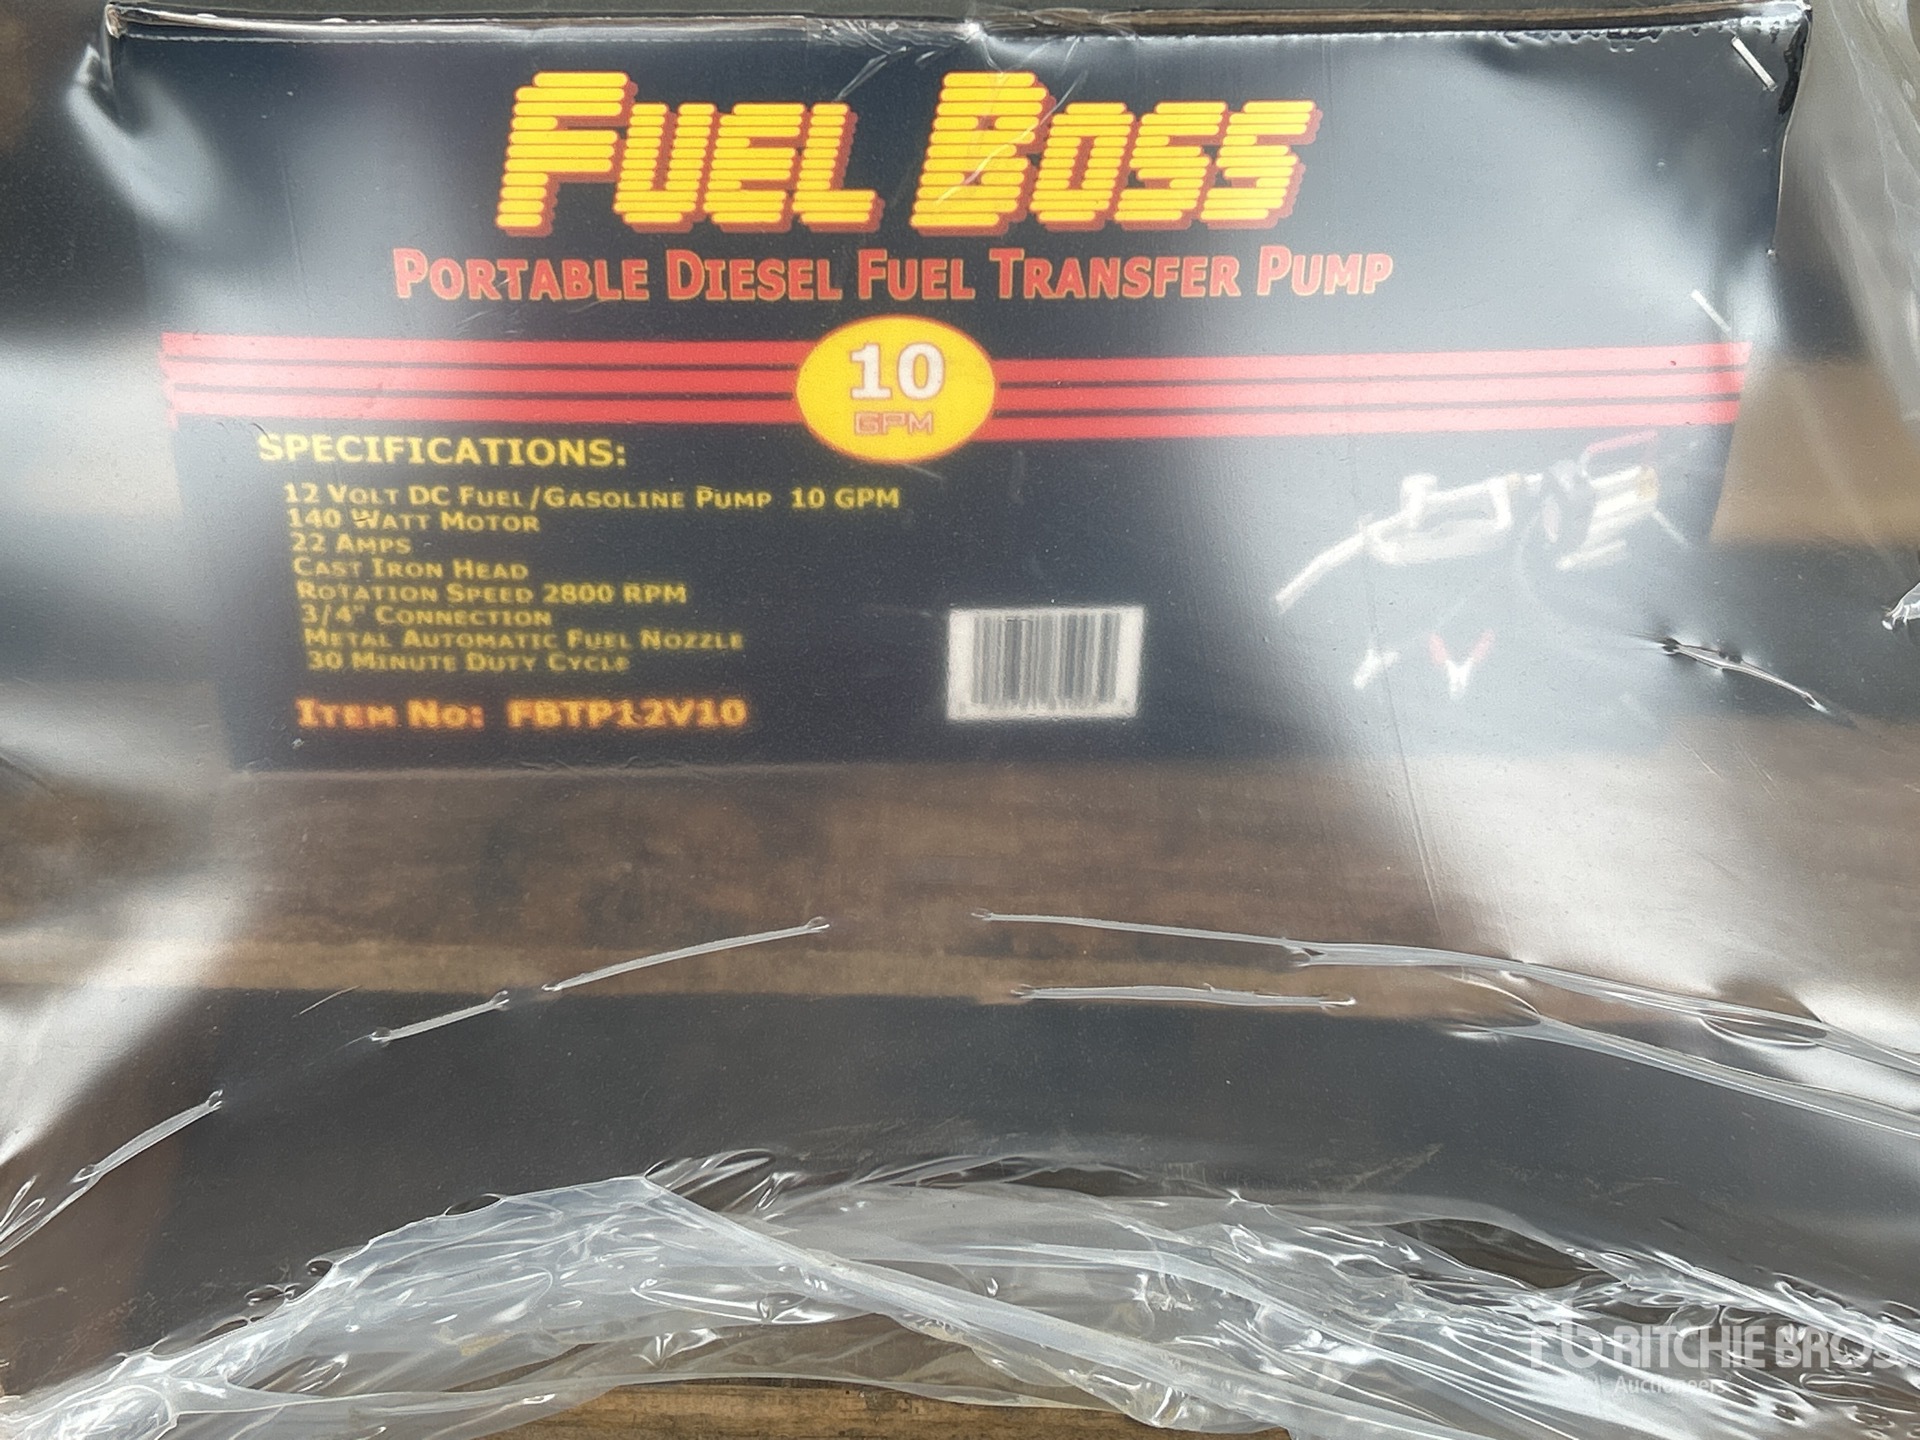 FUEL BOSS
PORTABLE DIESEL FUEL TRANSFER PUMP
10
GPM
SPECIFICATIONS:
12 VOLT DC FUEL/GASOLINE PUMP 10 GPM
140 WATT MOTOR
22 AMPS
CAST IRON HEAD
ROTATION SPEED 2800 RPM
3/4" CONNECTION
METAL AUTOMATIC FUEL NOZZLE
30 MINUTE DUTY CYCLE
ITEM NO: FBTP12V10
rb RITCHIE BROS.
Auctioneers